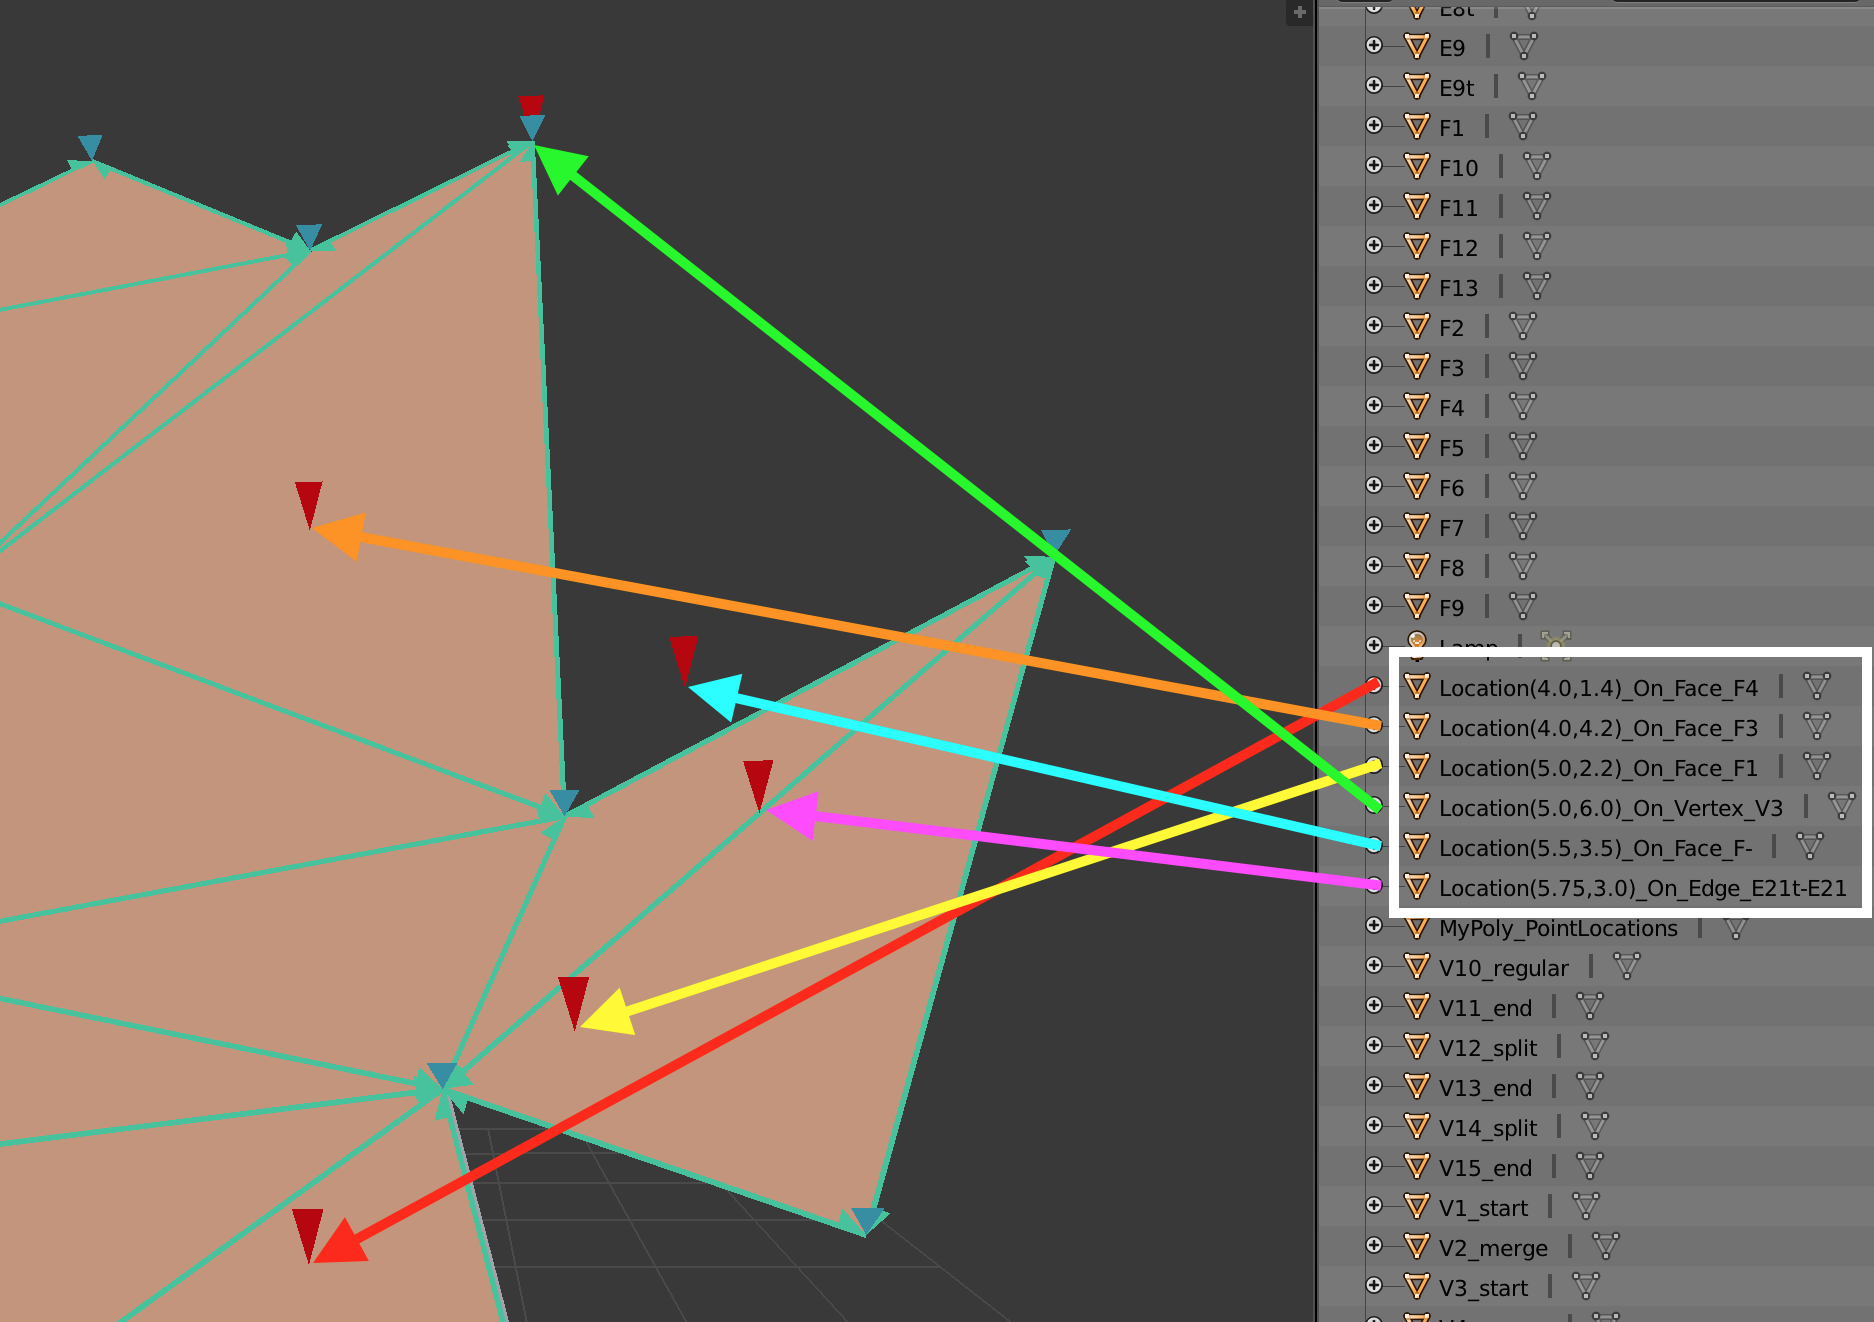 E8t
E9
E9t
F1
F10
F11
F12
F13
F2
F3
F4
F5
F6
F7
F8
F9
Lamp
Location(4.0,1.4)_On_Face_F4
Location(4.0,4.2)_On_Face_F3
Location(5.0,2.2)_On_Face_F1
Location(5.0,6.0)_On_Vertex_V3
Location(5.5,3.5)_On_Face_F-
Location(5.75,3.0)_On_Edge_E21t-E21
MyPoly_PointLocations
V10_regular
V11_end
V12_split
V13_end
V14_split
V15_end
V1_start
V2_merge
V3_start